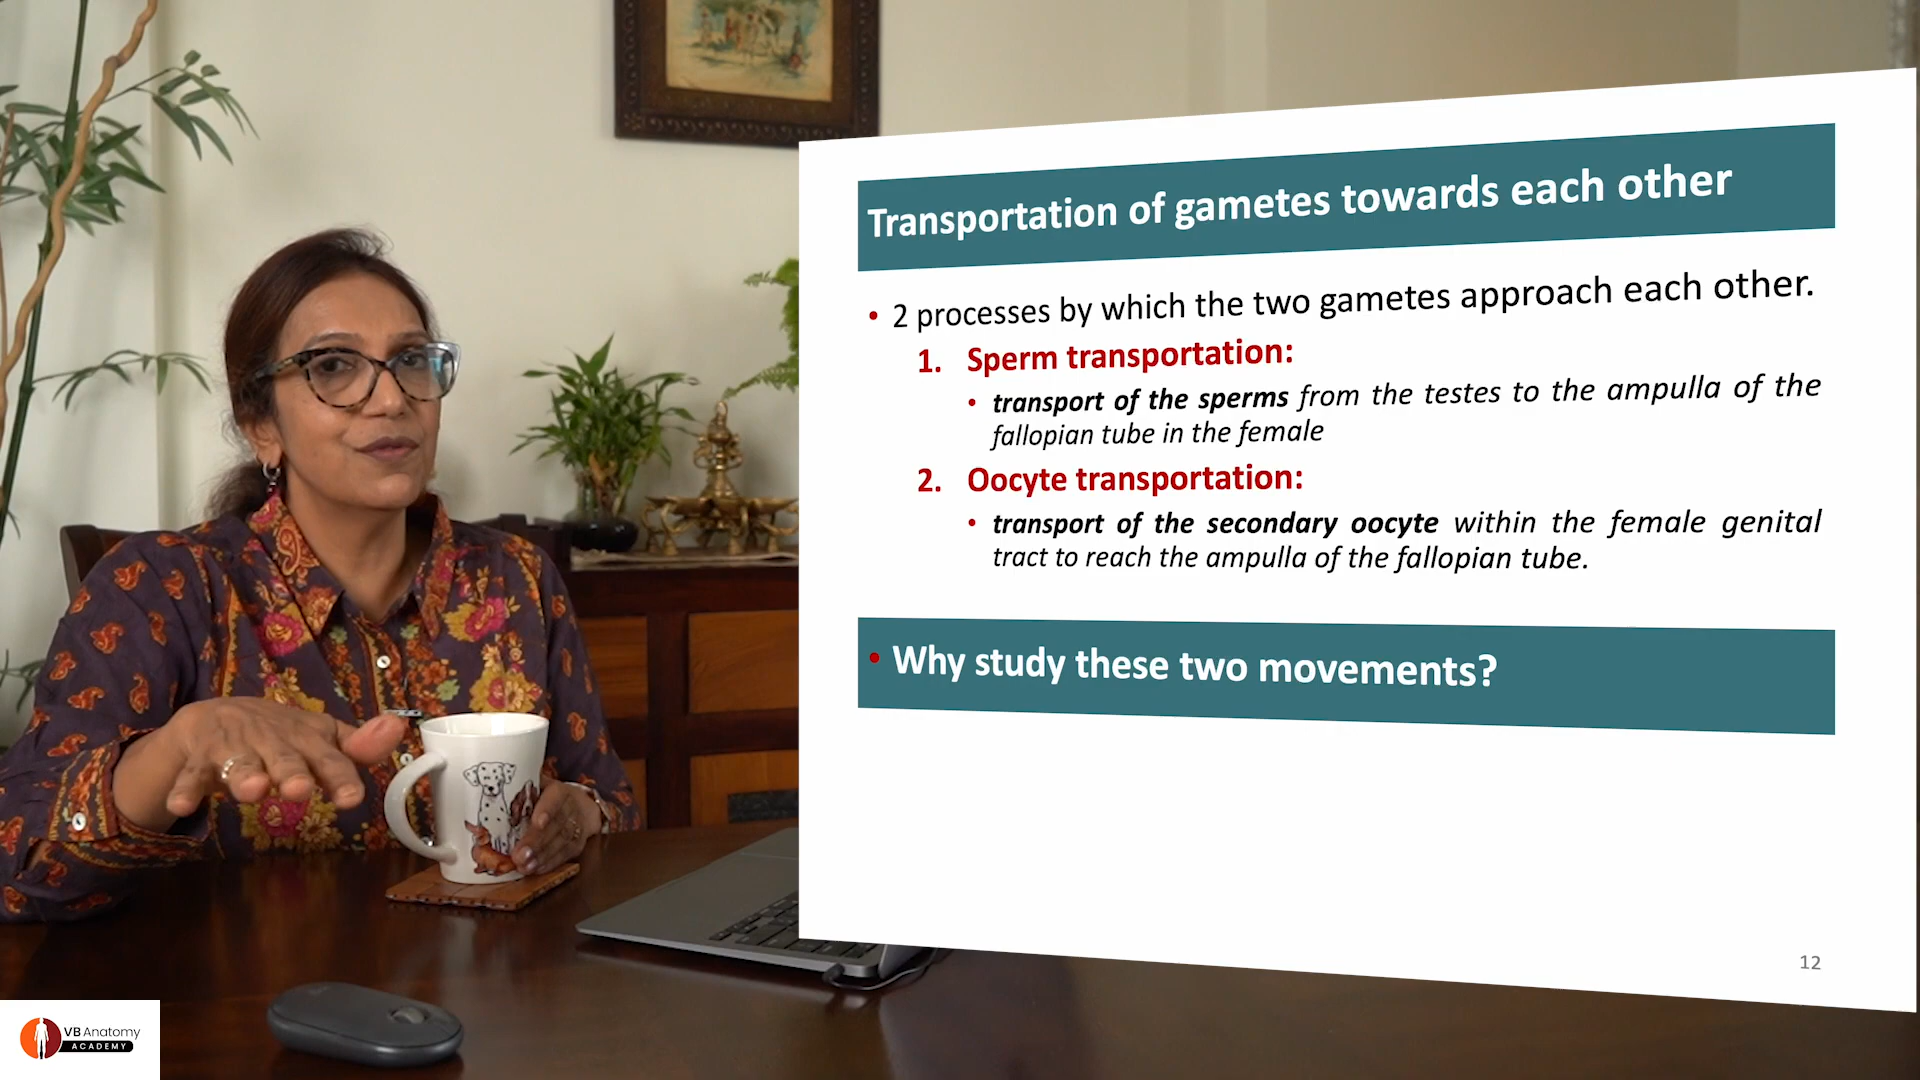 Transportation of gametes towards each other
• 2 processes by which the two gametes approach each other.
1. Sperm transportation:
• transport of the sperms from the testes to the ampulla of the
fallopian tube in the female
2. Oocyte transportation:
• transport of the secondary oocyte within the female genital
tract to reach the ampulla of the fallopian tube.
• Why study these two movements?
12
VB Anatomy
ACADEMY